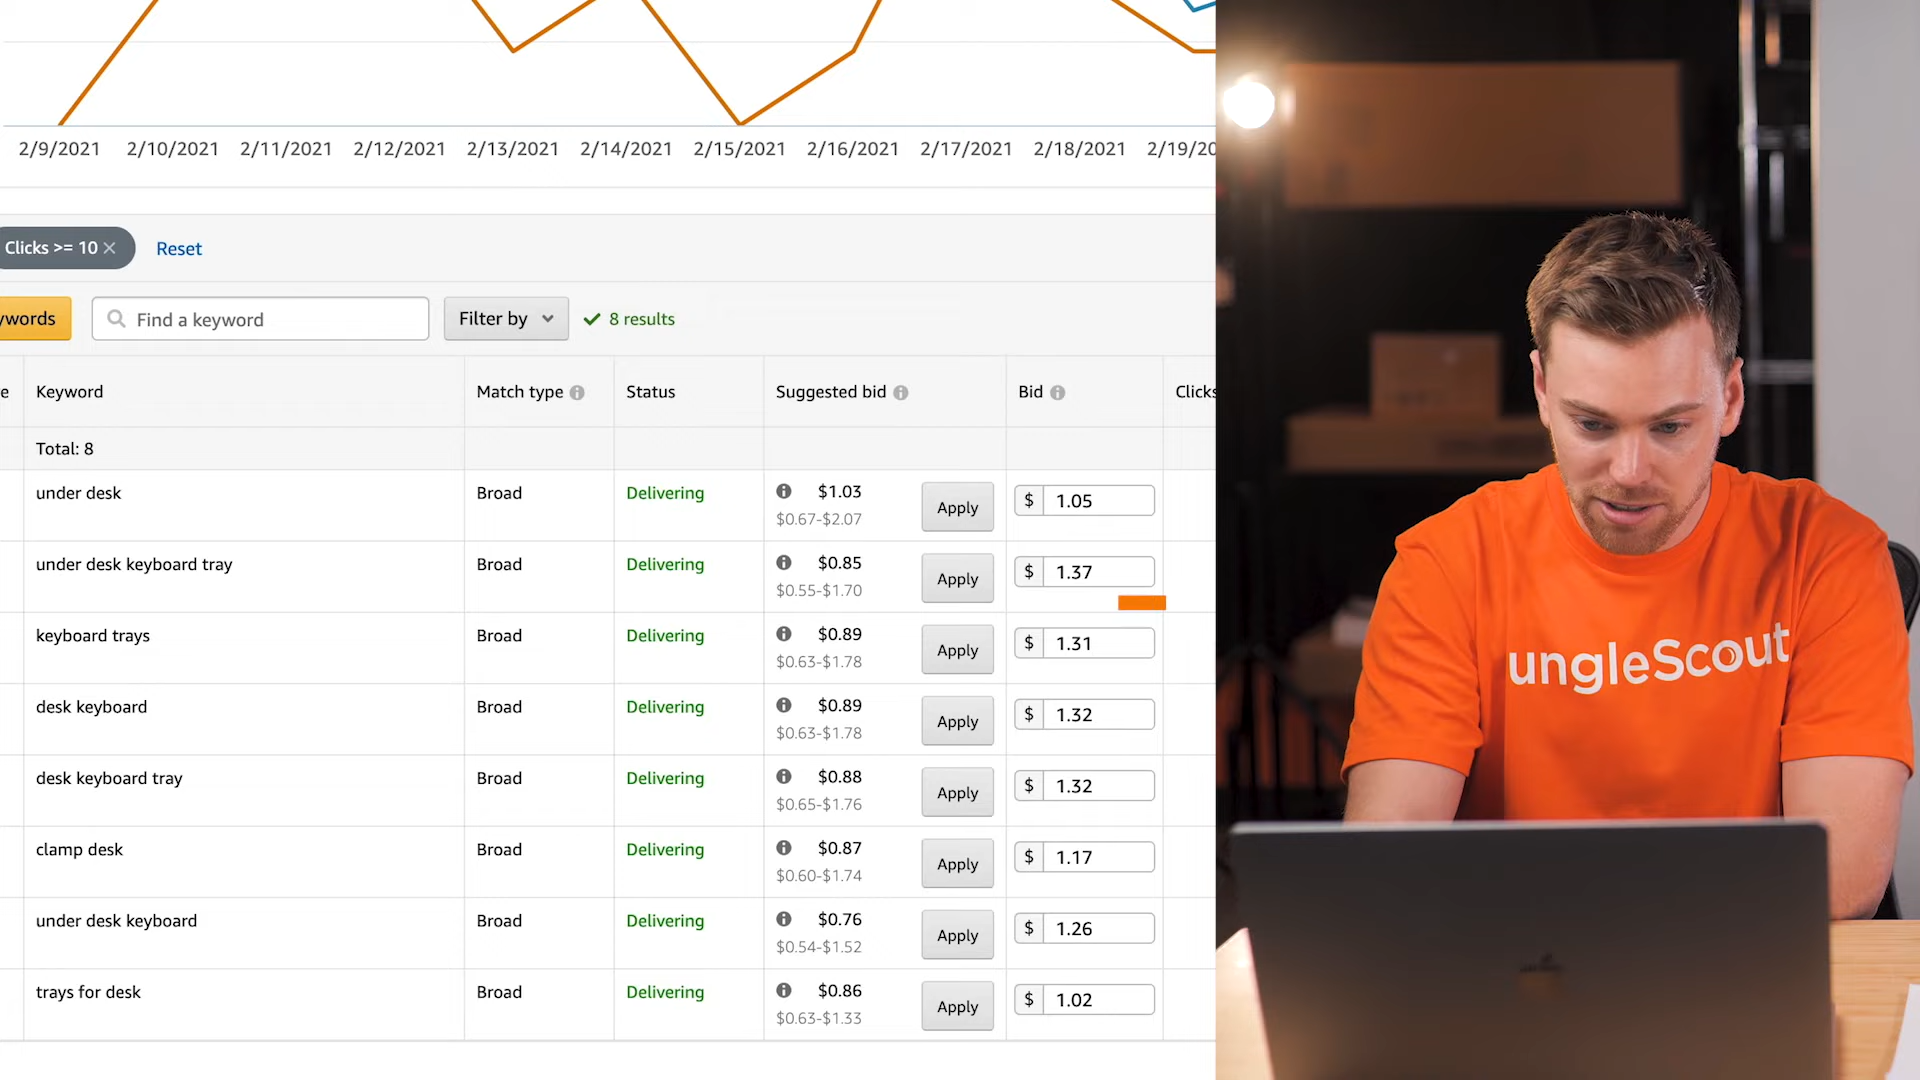 2/9/2021 2/10/2021 2/11/2021 2/12/2021 2/13/2021 2/14/2021 2/15/2021 2/16/2021 2/17/2021 2/18/2021 2/19/20
Clicks >= 10 Reset
ywords Find a keyword Filter by 8 results
e Keyword Match type Status Suggested bid Bid Clicks
Total: 8
under desk Broad Delivering $1.03 Apply $ 1.05
$0.67-$2.07
under desk keyboard tray Broad Delivering $0.85 Apply $ 1.37
$0.55-$1.70
keyboard trays Broad Delivering $0.89 Apply $ 1.31
$0.63-$1.78
desk keyboard Broad Delivering $0.89 Apply $ 1.32
$0.63-$1.78
desk keyboard tray Broad Delivering $0.88 Apply $ 1.32
$0.65-$1.76
clamp desk Broad Delivering $0.87 Apply $ 1.17
$0.60-$1.74
under desk keyboard Broad Delivering $0.76 Apply $ 1.26
$0.54-$1.52
trays for desk Broad Delivering $0.86 Apply $ 1.02
$0.63-$1.33
ungleScout